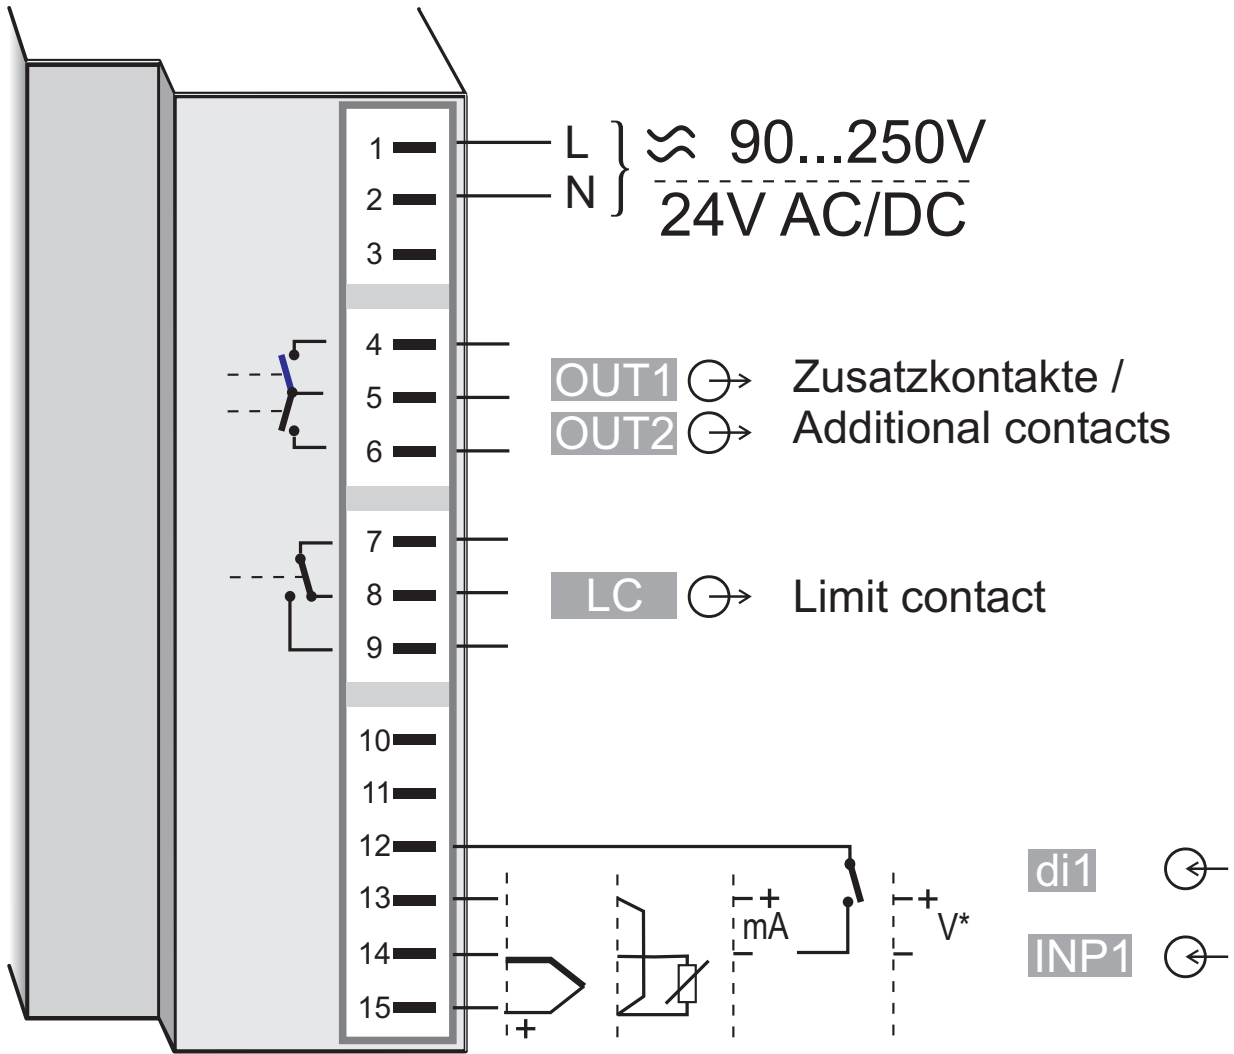 1
L
≈ 90...250V
2
N
24V AC/DC
3
4
OUT1
Zusatzkontakte /
5
OUT2
Additional contacts
6
7
8
LC
Limit contact
9
10
11
12
di1
13
+
mA
+
V*
14
-
-
INP1
15
+